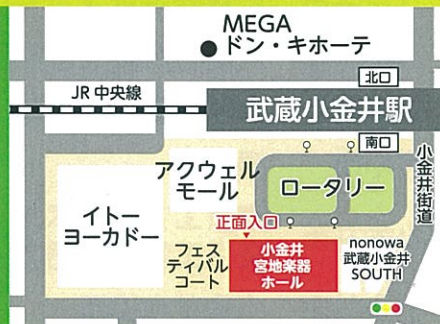 MEGA
ドン・キホーテ
北口
JR 中央線
武蔵小金井駅
南口
小金井街道
アクウェル
モール
ロータリー
イトー
ヨーカドー
正面入口
フェス
ティバル
コート
小金井
宮地楽器
ホール
nonowa
武蔵小金井
SOUTH